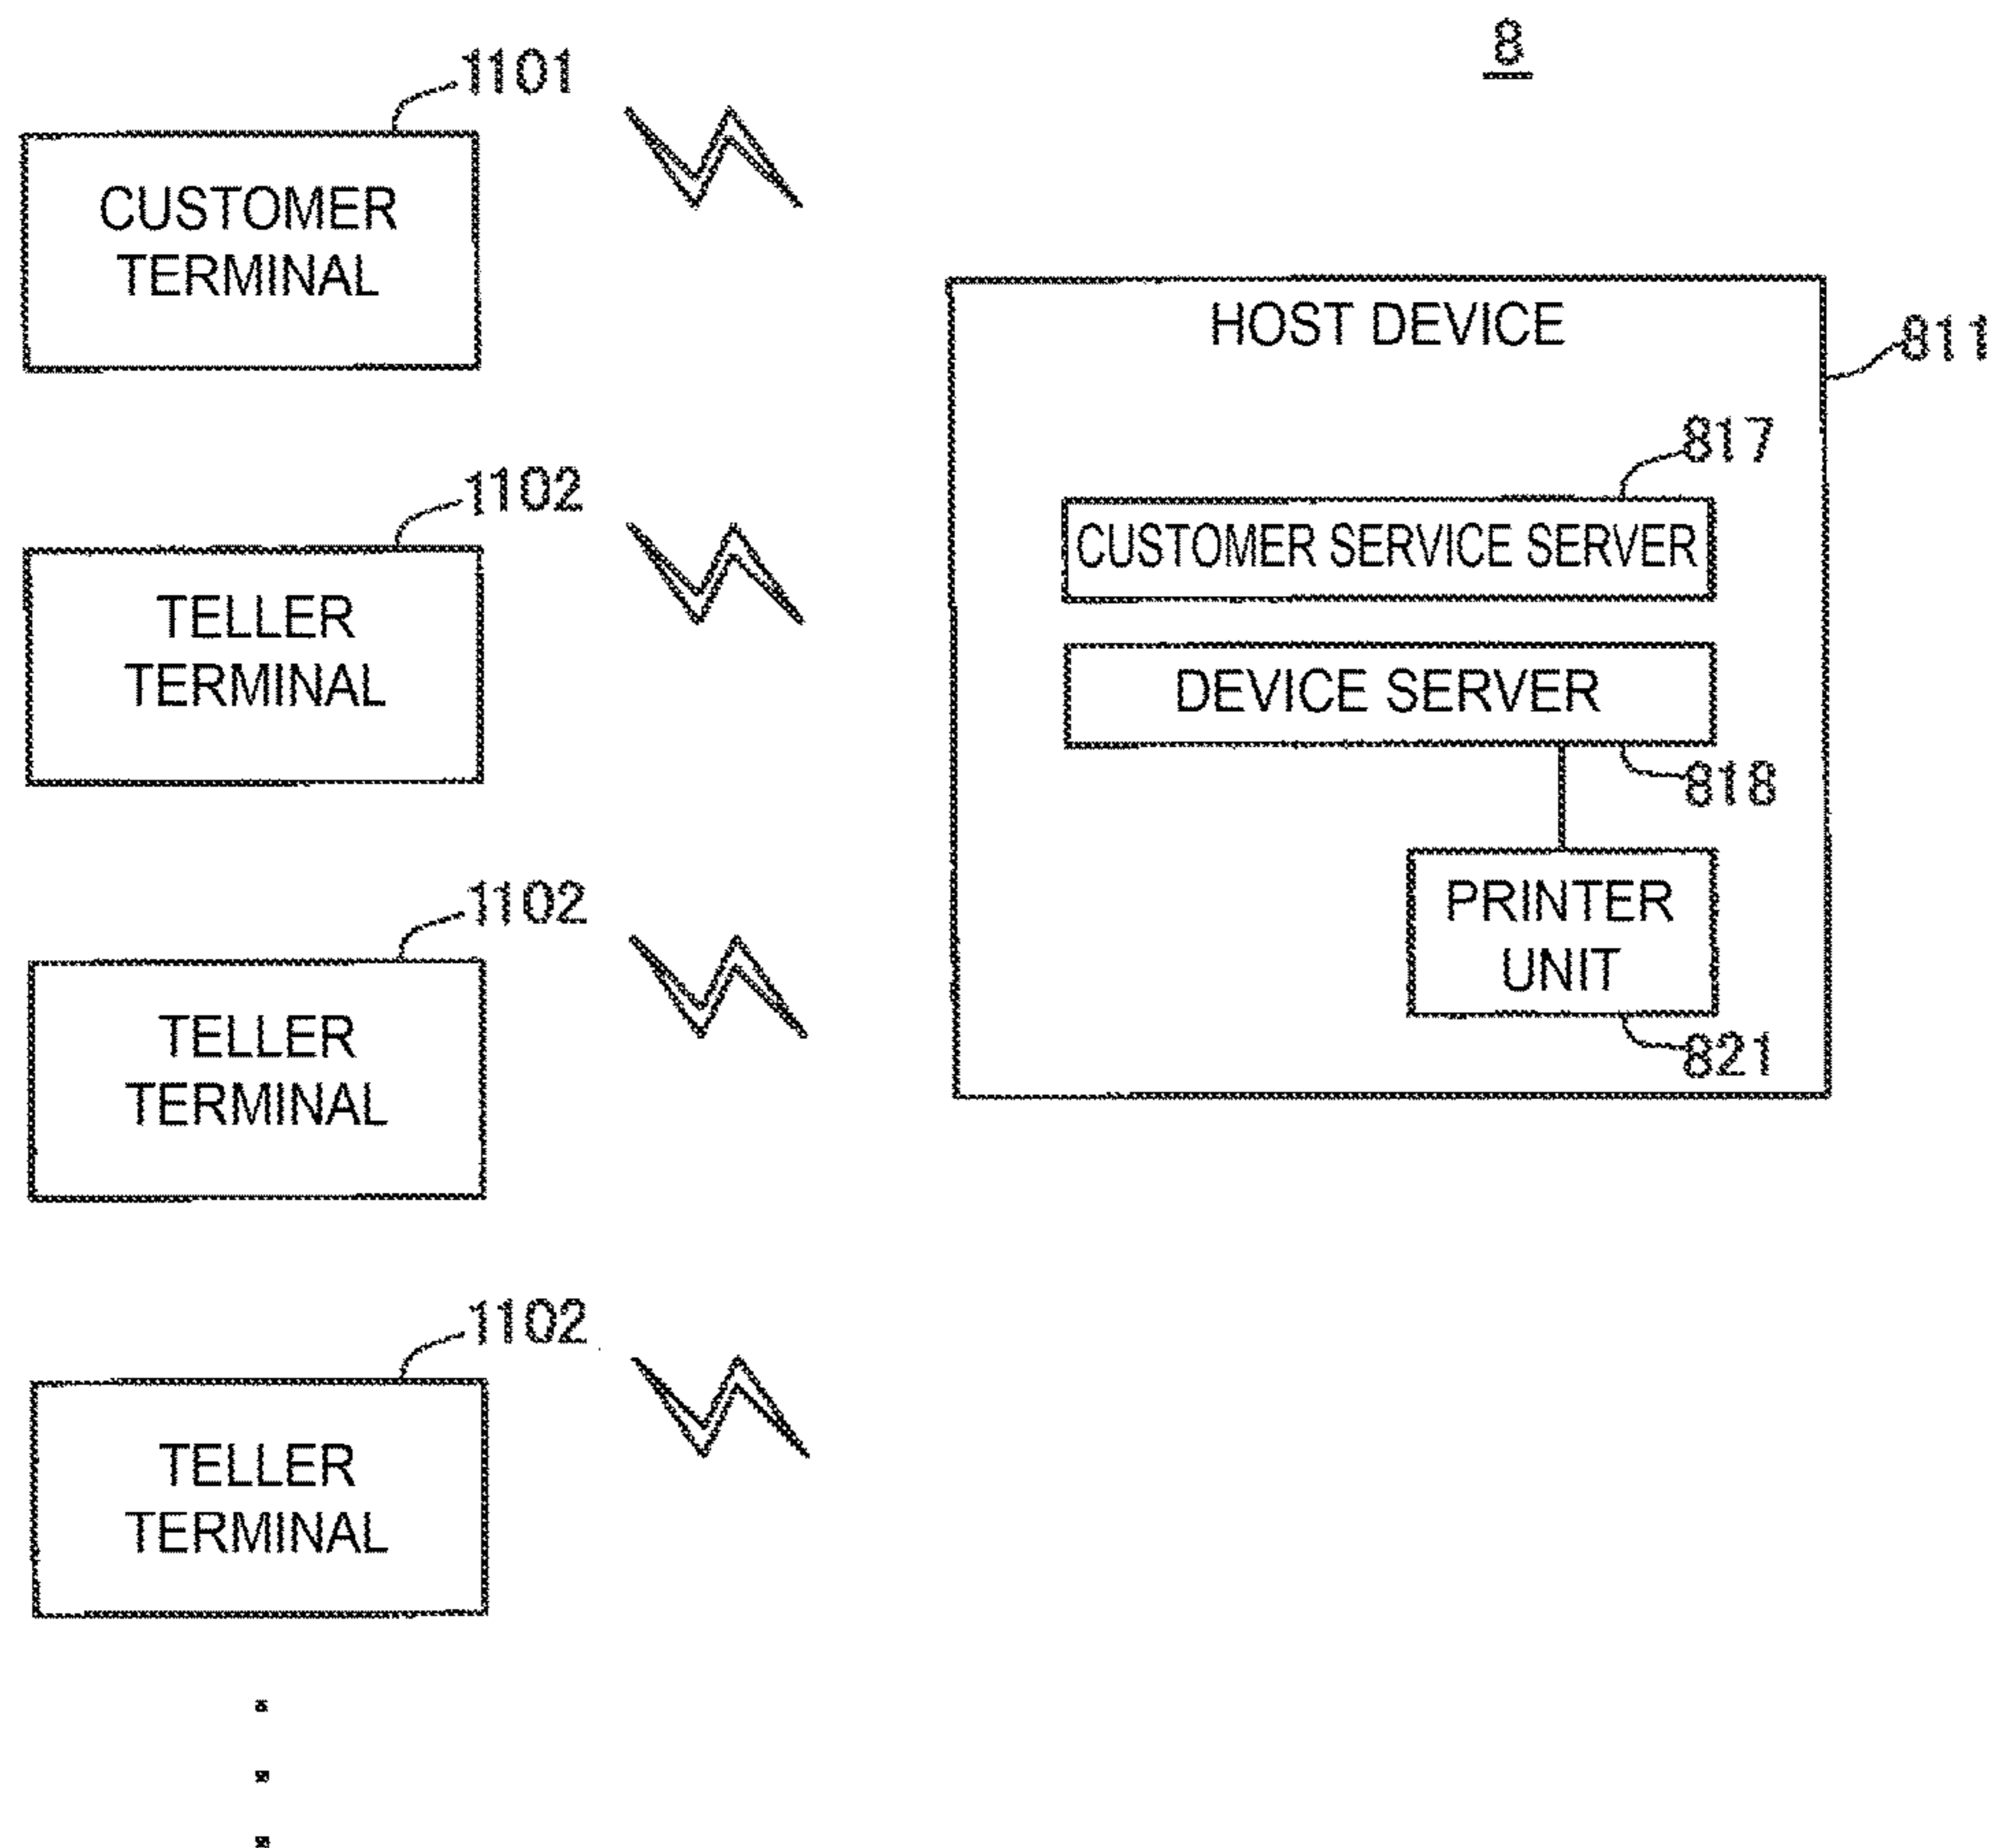 8
1101
CUSTOMER
TERMINAL
HOST DEVICE
811
817
CUSTOMER SERVICE SERVER
1102
TELLER
TERMINAL
DEVICE SERVER
818
PRINTER
UNIT
821
1102
TELLER
TERMINAL
1102
TELLER
TERMINAL